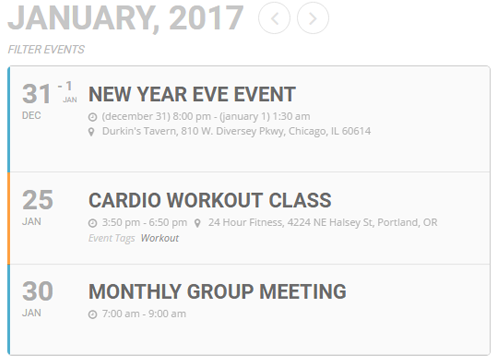 JANUARY, 2017
FILTER EVENTS
31 - 1 JAN
DEC
NEW YEAR EVE EVENT
(december 31) 8:00 pm - (january 1) 1:30 am
Durkin's Tavern, 810 W. Diversey Pkwy, Chicago, IL 60614
25
JAN
CARDIO WORKOUT CLASS
3:50 pm - 6:50 pm 24 Hour Fitness, 4224 NE Halsey St, Portland, OR
Event Tags Workout
30
JAN
MONTHLY GROUP MEETING
7:00 am - 9:00 am